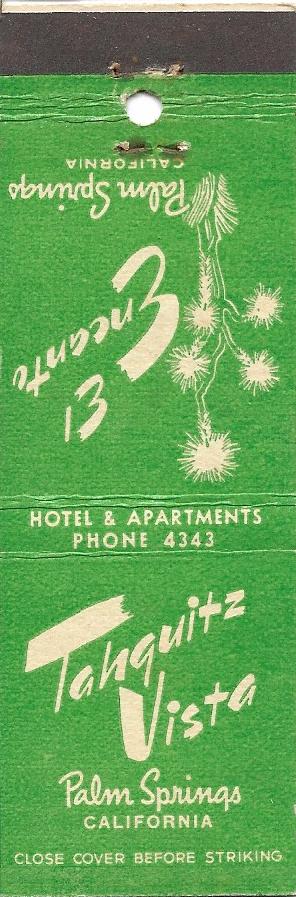 El
Encanto
Palm Springs
CALIFORNIA
HOTEL & APARTMENTS
PHONE 4343
Tahquitz
Vista
Palm Springs
CALIFORNIA
CLOSE COVER BEFORE STRIKING